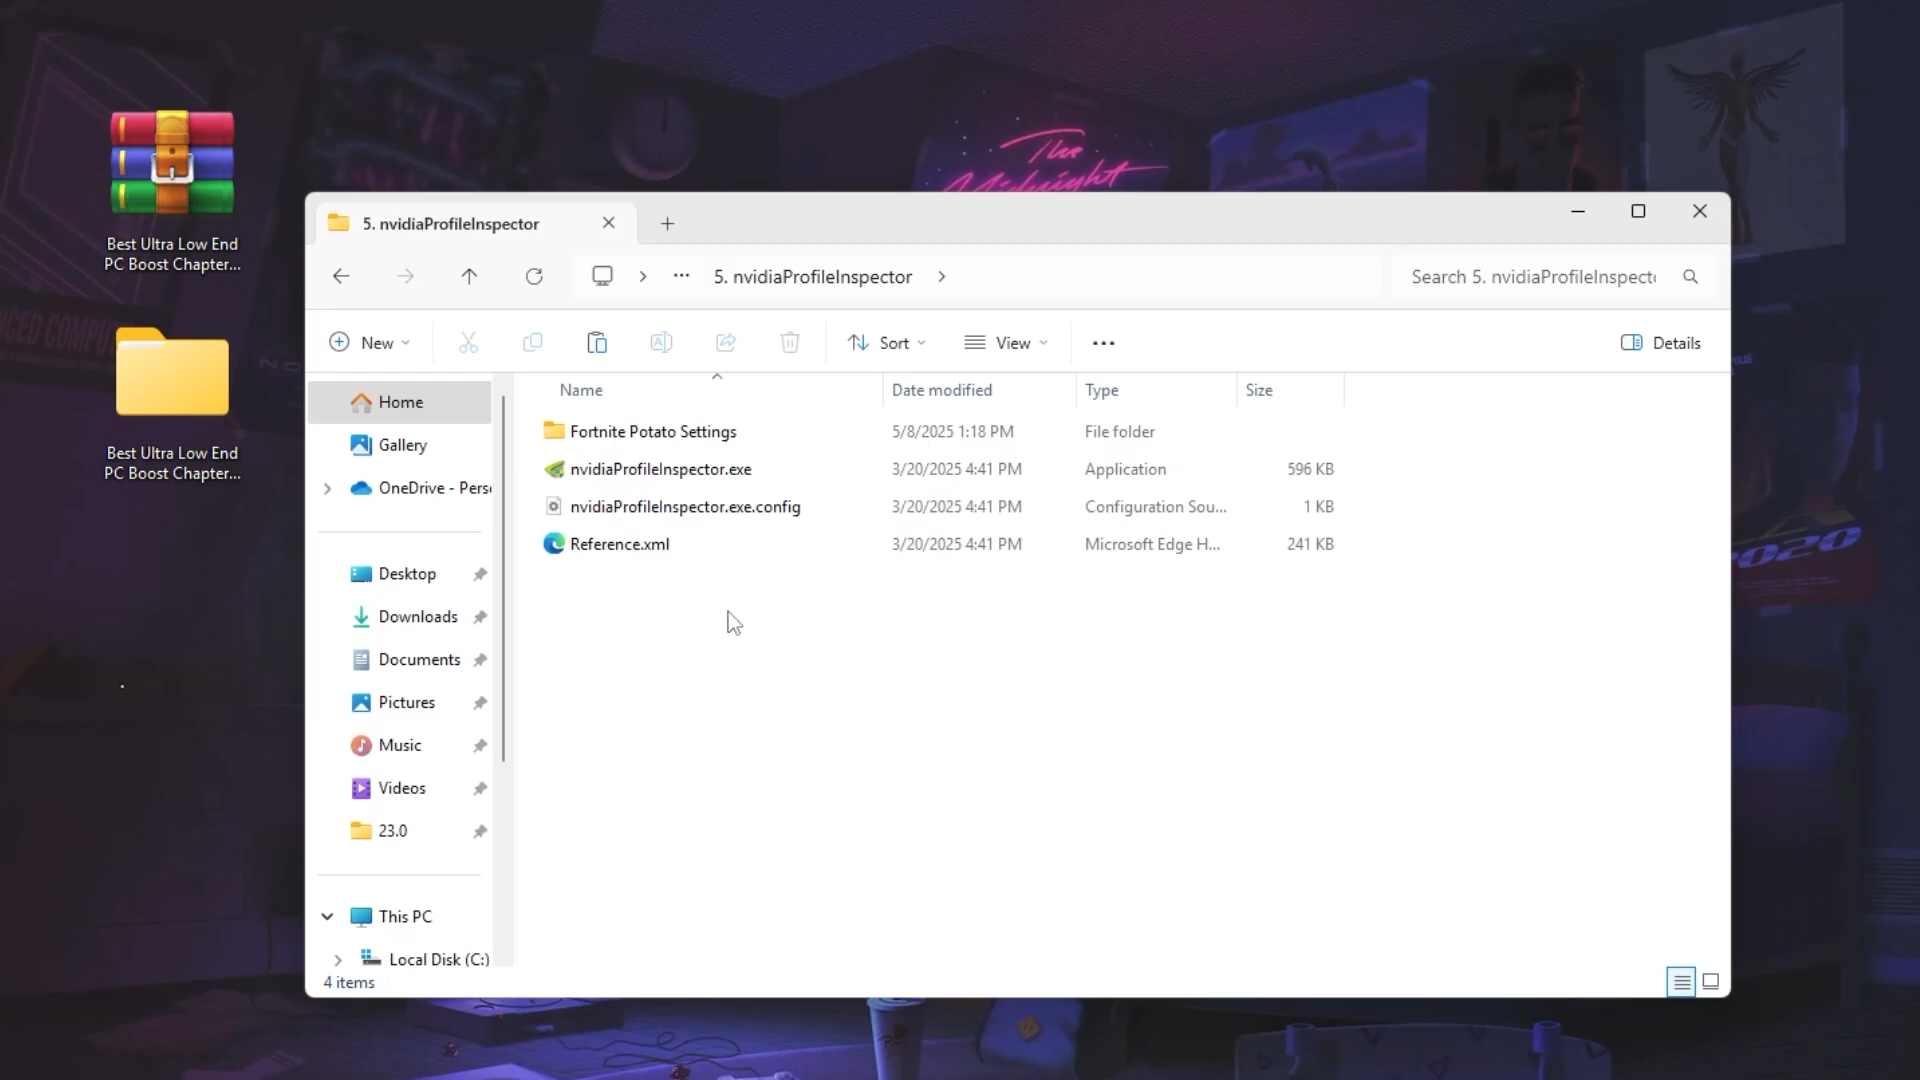 Best Ultra Low End
PC Boost Chapter...
Best Ultra Low End
PC Boost Chapter...
The
Midnight
5. nvidiaProfileInspector
5. nvidiaProfileInspector
Search 5. nvidiaProfileInspect
New
Sort
View
Details
Name
Date modified
Type
Size
Home
Gallery
OneDrive - Pers
Desktop
Downloads
Documents
Pictures
Music
Videos
23.0
This PC
Local Disk (C:)
Fortnite Potato Settings 5/8/2025 1:18 PM File folder
nvidiaProfileInspector.exe 3/20/2025 4:41 PM Application 596 KB
nvidiaProfileInspector.exe.config 3/20/2025 4:41 PM Configuration Sou... 1 KB
Reference.xml 3/20/2025 4:41 PM Microsoft Edge H... 241 KB
4 items
2020